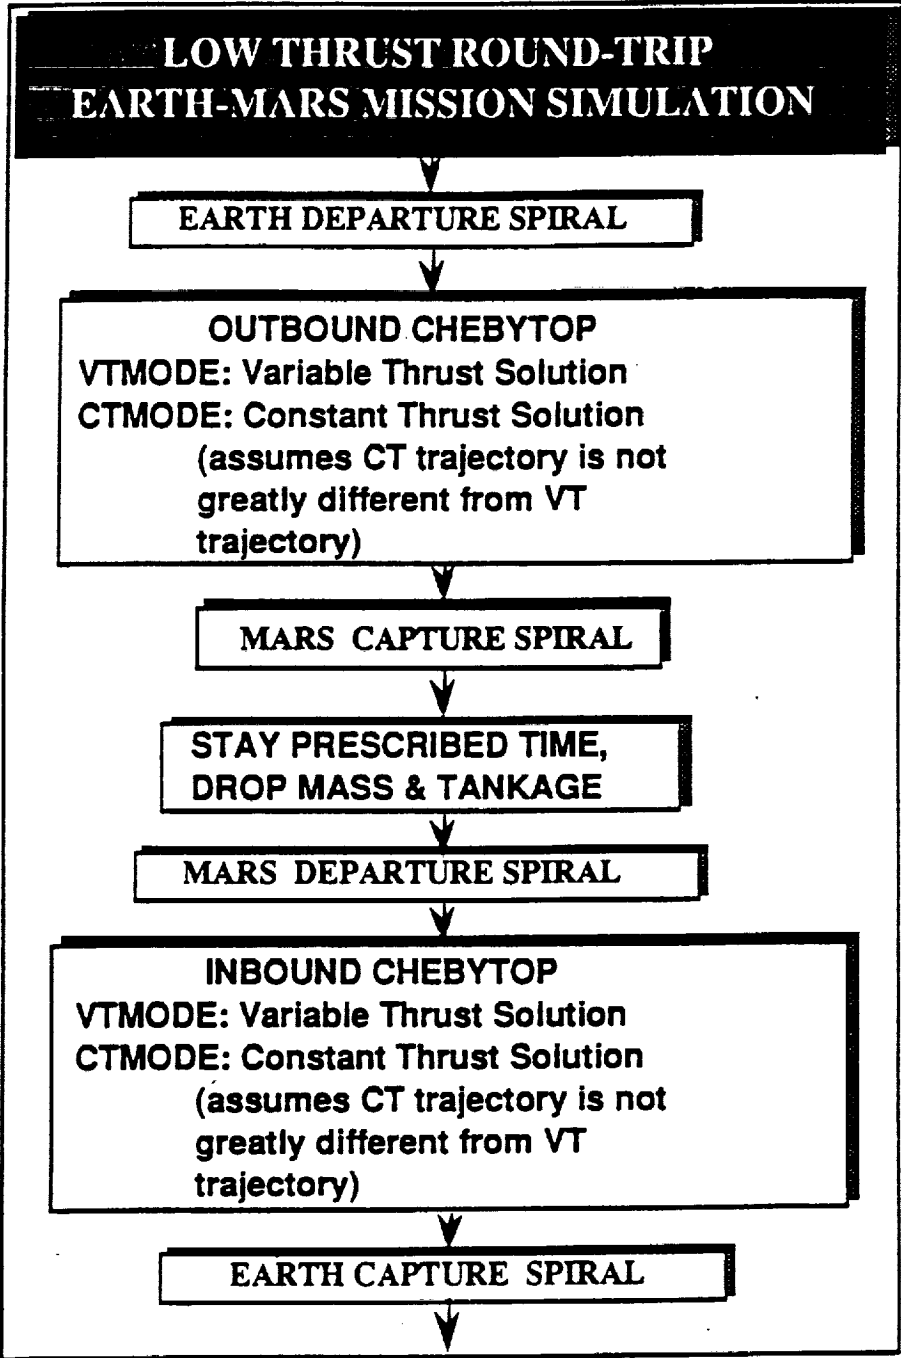 LOW THRUST ROUND-TRIP
EARTH-MARS MISSION SIMULATION
EARTH DEPARTURE SPIRAL
OUTBOUND CHEBYTOP
VTMODE: Variable Thrust Solution
CTMODE: Constant Thrust Solution
(assumes CT trajectory is not
greatly different from VT
trajectory)
MARS CAPTURE SPIRAL
STAY PRESCRIBED TIME,
DROP MASS & TANKAGE
MARS DEPARTURE SPIRAL
INBOUND CHEBYTOP
VTMODE: Variable Thrust Solution
CTMODE: Constant Thrust Solution
(assumes CT trajectory is not
greatly different from VT
trajectory)
EARTH CAPTURE SPIRAL